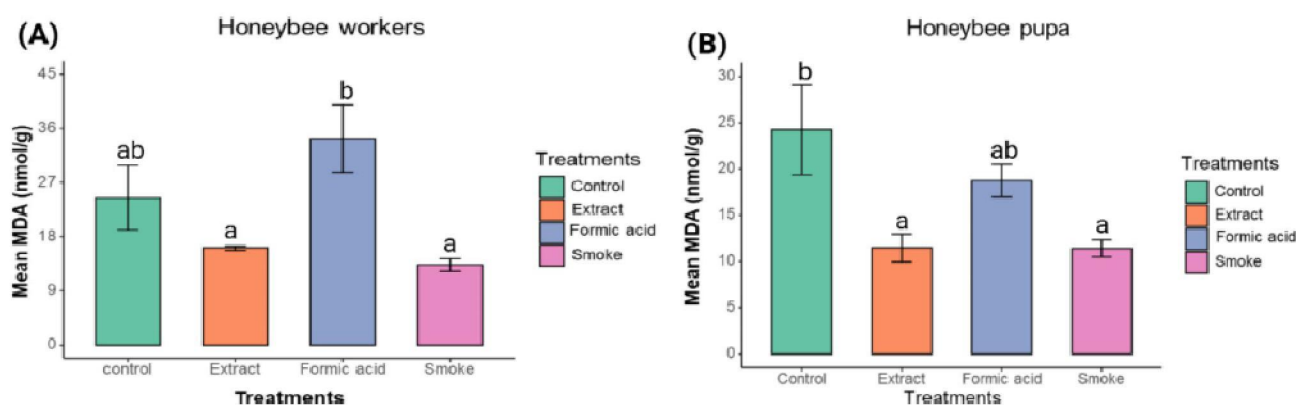 (A)
Honeybee workers
Mean MDA (nmol/g)
45
36
27
18
9
0
ab
a
b
a
control
Extract
Formic acid
Smoke
Treatments
Treatments
Control
Extract
Formic acid
Smoke
(B)
Honeybee pupa
Mean MDA (nmol/g)
30
25
20
15
10
5
0
b
a
ab
a
Control
Extract
Formic acid
Smoke
Treatments
Treatments
Control
Extract
Formic acid
Smoke